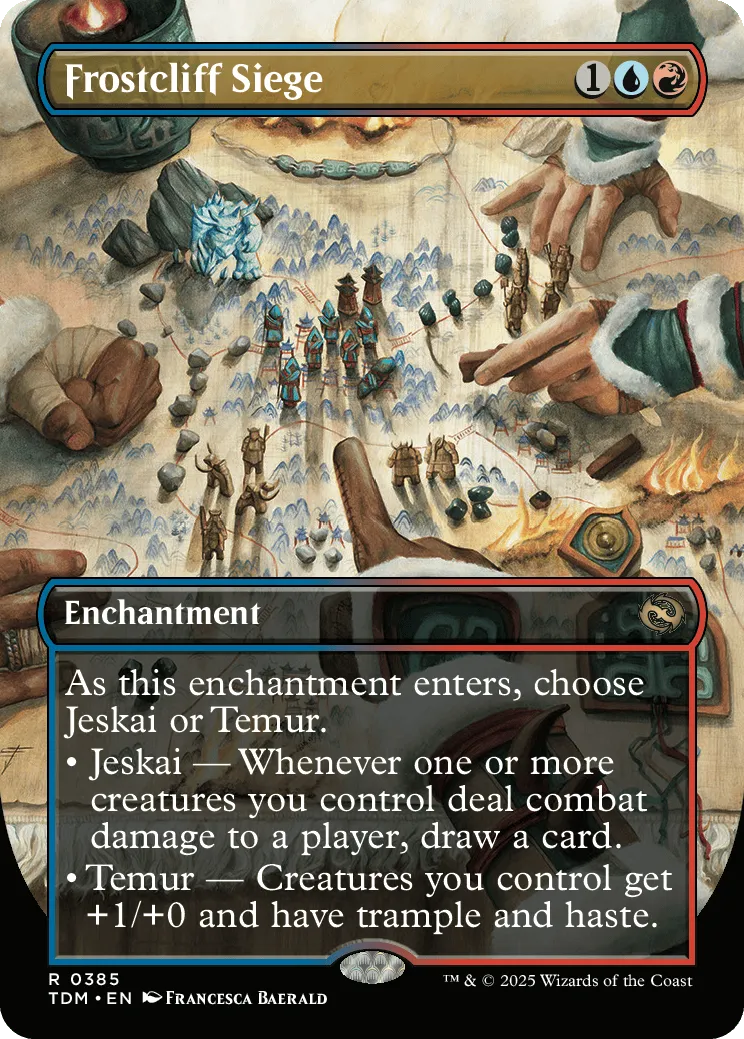 Frostcliff Siege 1
Enchantment
As this enchantment enters, choose
Jeskai or Temur.
• Jeskai — Whenever one or more
creatures you control deal combat
damage to a player, draw a card.
• Temur — Creatures you control get
+1/+0 and have trample and haste.
R 0385
TDM • EN Francesca Baerald
™ & © 2025 Wizards of the Coast